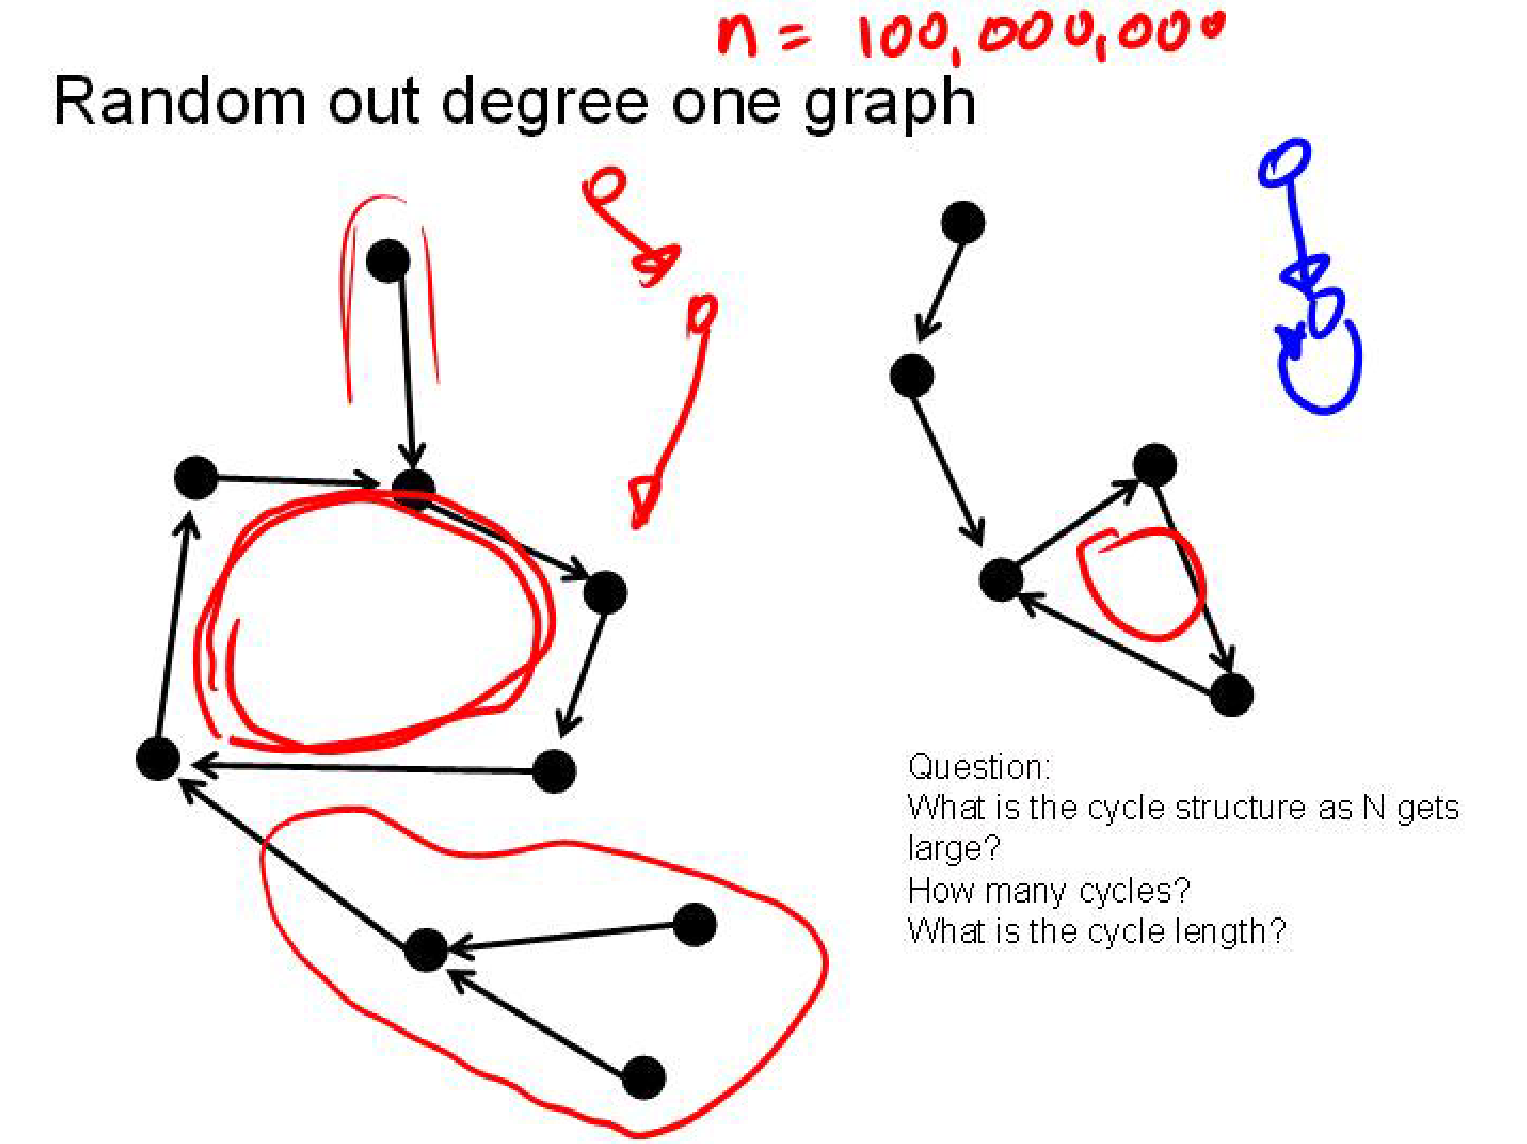 n = 100,000,000
Random out degree one graph
Question:
What is the cycle structure as N gets
large?
How many cycles?
What is the cycle length?